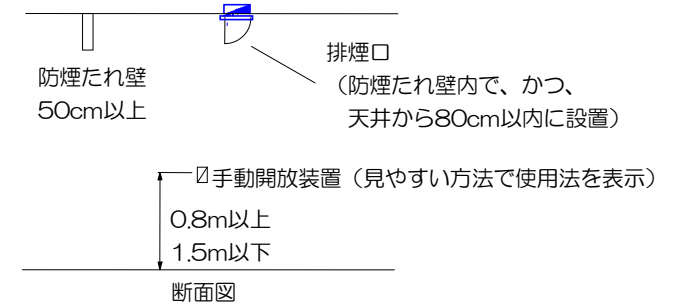 防煙たれ壁
50cm以上
排煙口
（防煙たれ壁内で、かつ、
天井から80cm以内に設置）
手動開放装置（見やすい方法で使用法を表示）
0.8m以上
1.5m以下
断面図